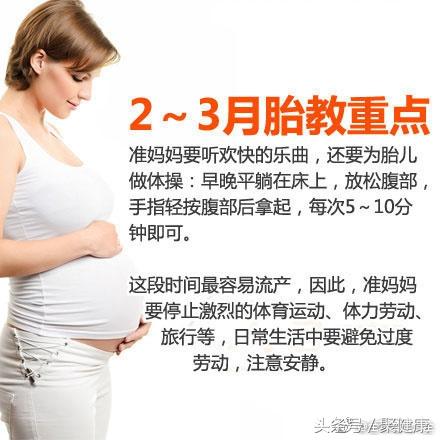 2～3月胎教重点
准妈妈要听欢快的乐曲，还要为胎儿
做体操：早晚平躺在床上，放松腹部，
手指轻按腹部后拿起，每次5～10分
钟即可。
这段时间最容易流产，因此，准妈妈
要停止激烈的体育运动、体力劳动、
旅行等，日常生活中要避免过度
劳动，注意安静。
头条号/聚健康